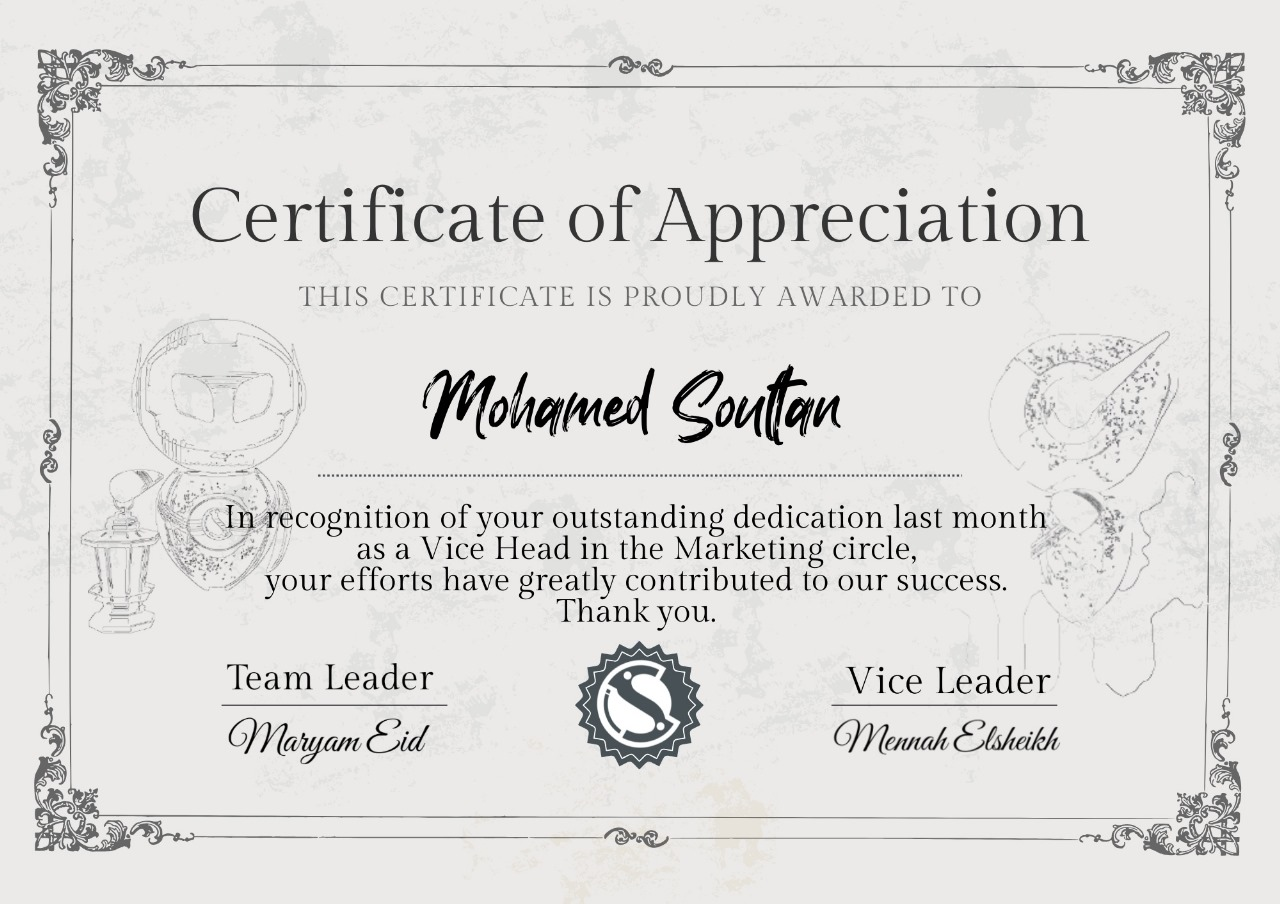 Certificate of Appreciation
THIS CERTIFICATE IS PROUDLY AWARDED TO
Mohamed Soultan
In recognition of your outstanding dedication last month
as a Vice Head in the Marketing circle,
your efforts have greatly contributed to our success.
Thank you.
Team Leader
Maryam Eid
Vice Leader
Mennah Elsheikh